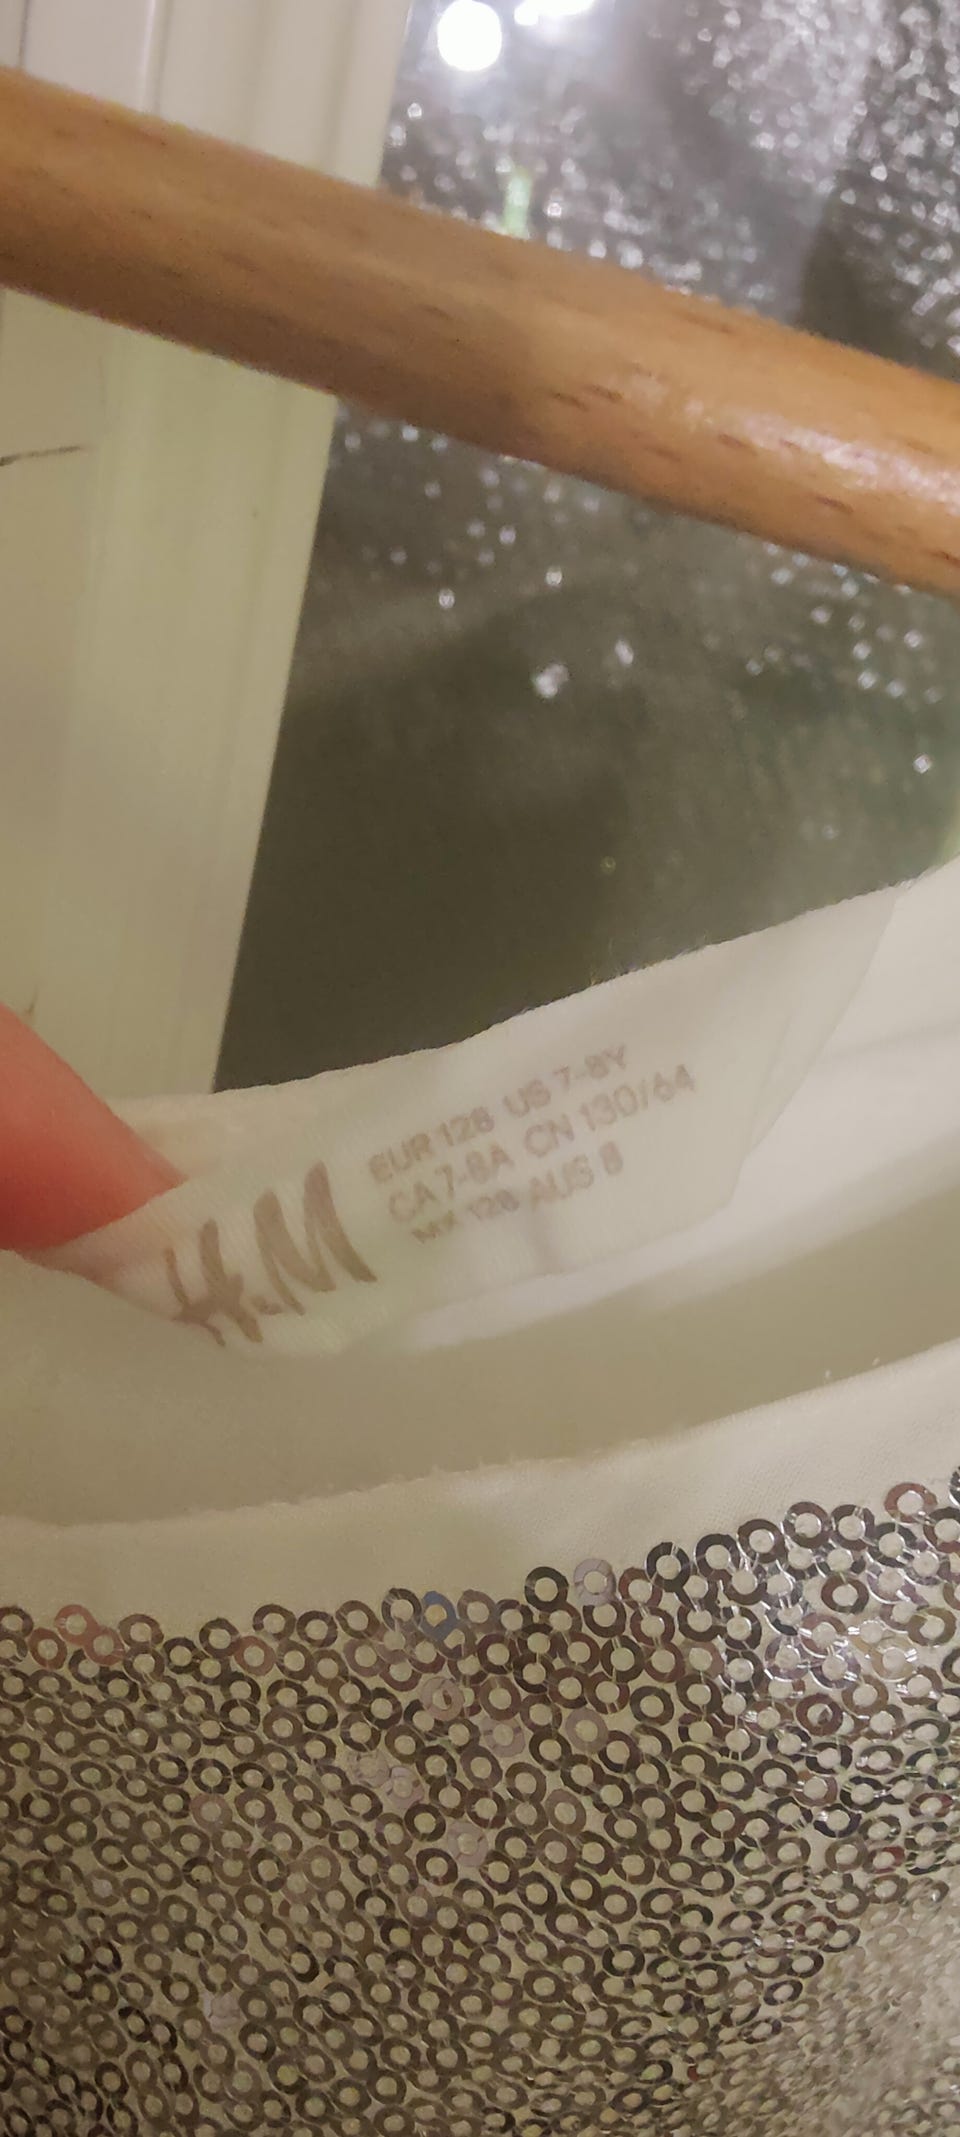 H&M
EUR 128 US 7-8Y
CA 7-8A CN 130/64
MX 128 AUS 8